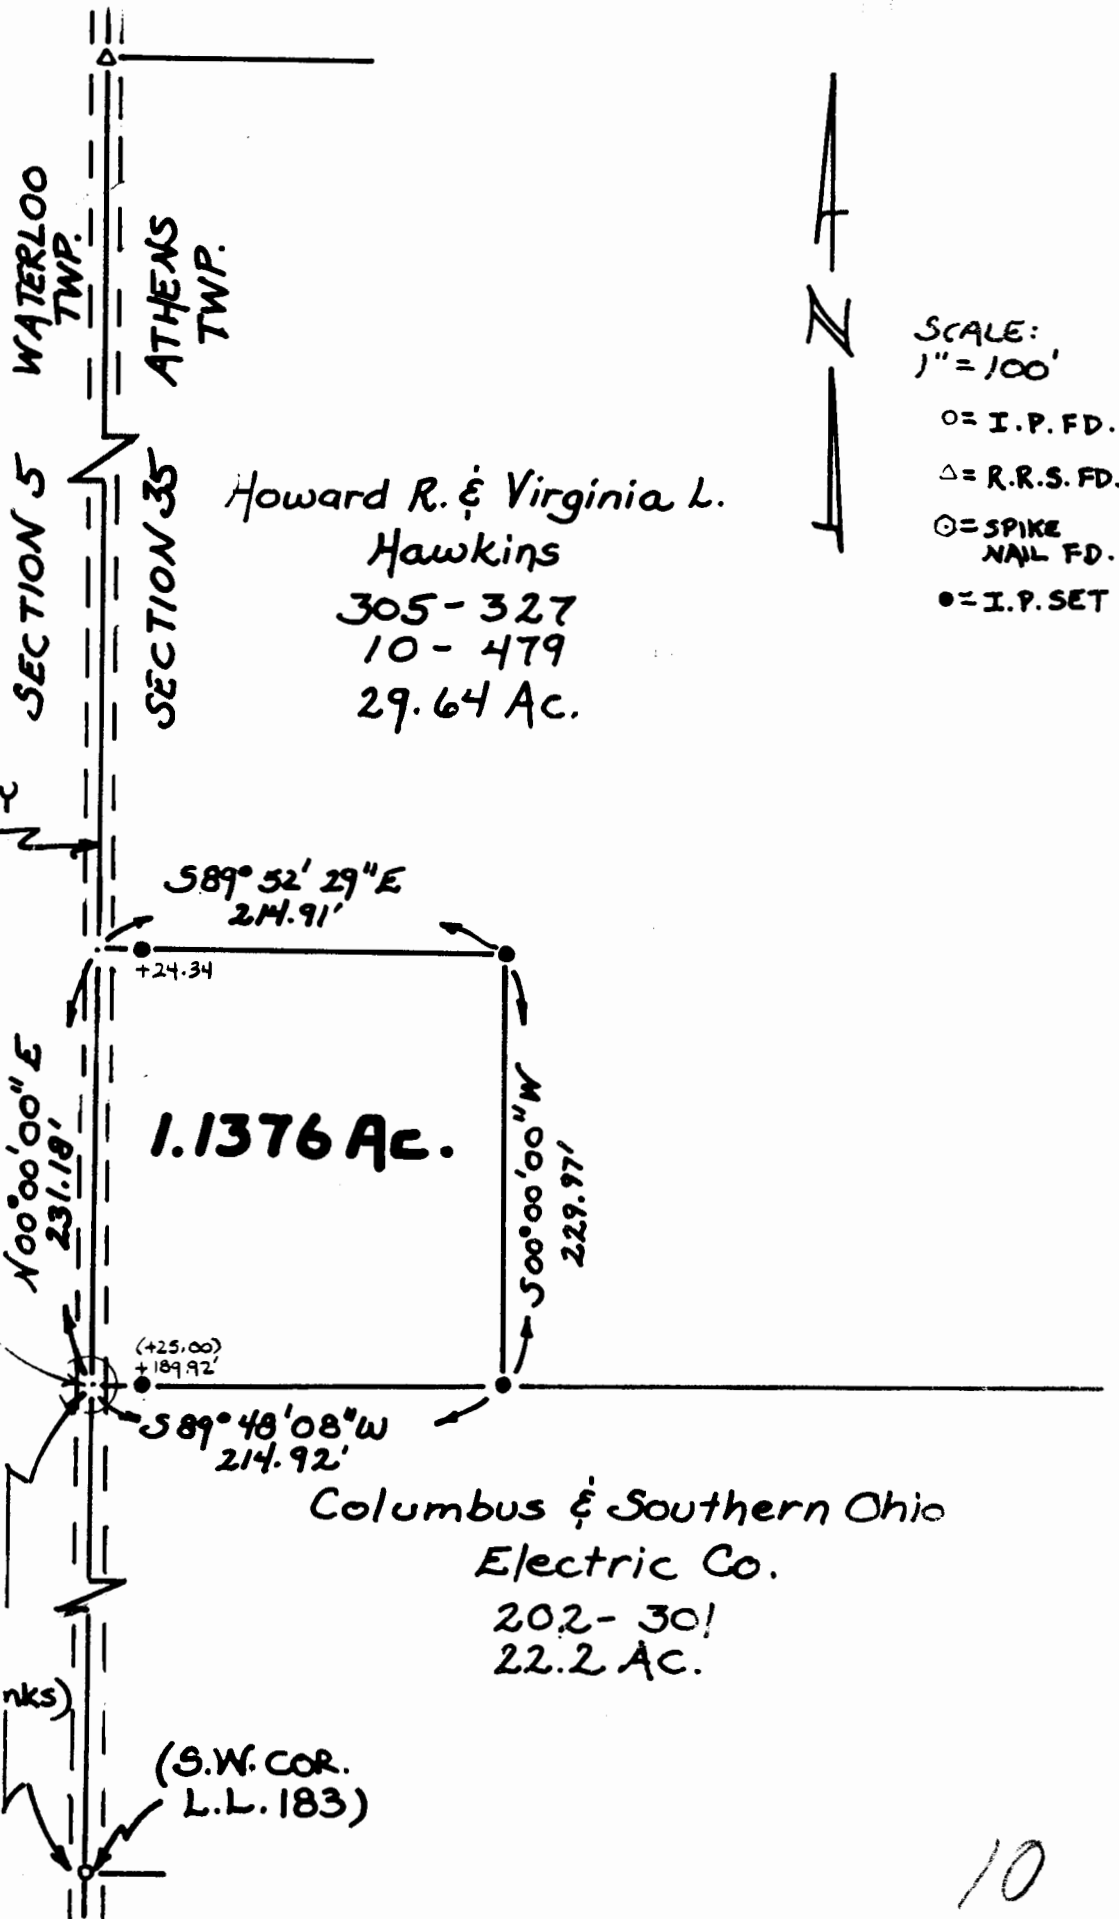 WATERLOO
TWP.
ATHENS
TWP.
N
SCALE:
1"=100'
○= I.P. FD.
△= R.R.S. FD.
⊙= SPIKE
NAIL FD.
●= I.P. SET
SECTION 5
SECTION 35
Howard R. & Virginia L.
Hawkins
305-327
10-479
29.64 Ac.
S89°52'29"E
214.91'
+24.34
N00°00'00"E
231.18'
1.1376 Ac.
S00°00'00"W
229.97'
(+25.00)
+189.92'
S89°48'08"W
214.92'
Columbus & Southern Ohio
Electric Co.
202-301
22.2 AC.
nks)
(S.W. COR.
L.L. 183)
10